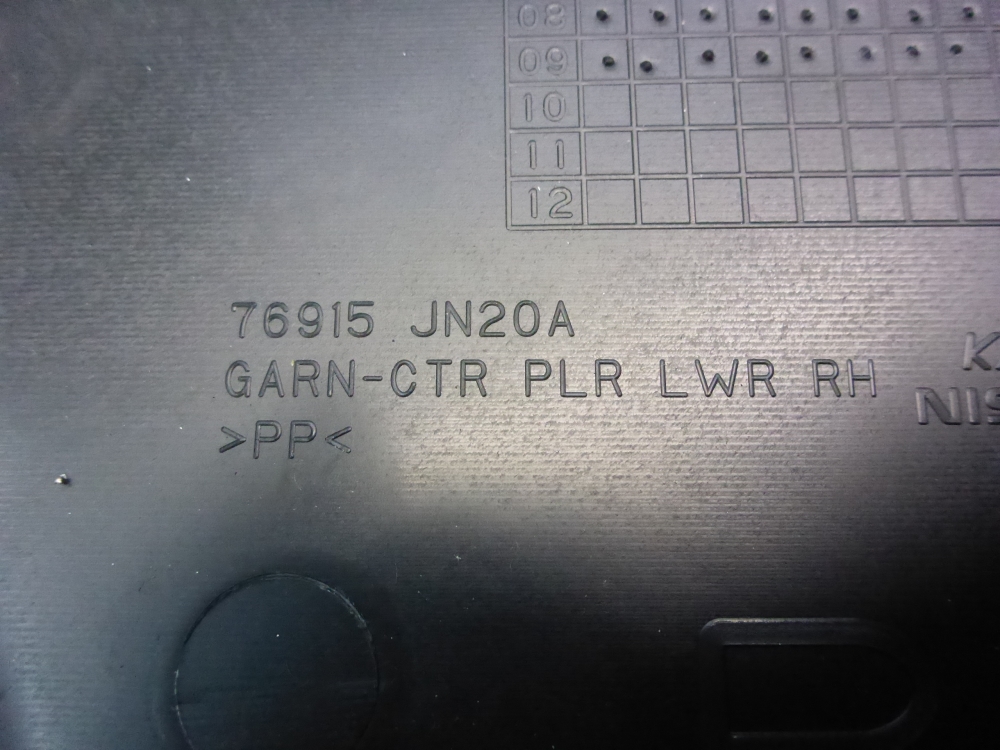 08
09
10
11
12
76915 JN20A
GARN-CTR PLR LWR RH
>PP<